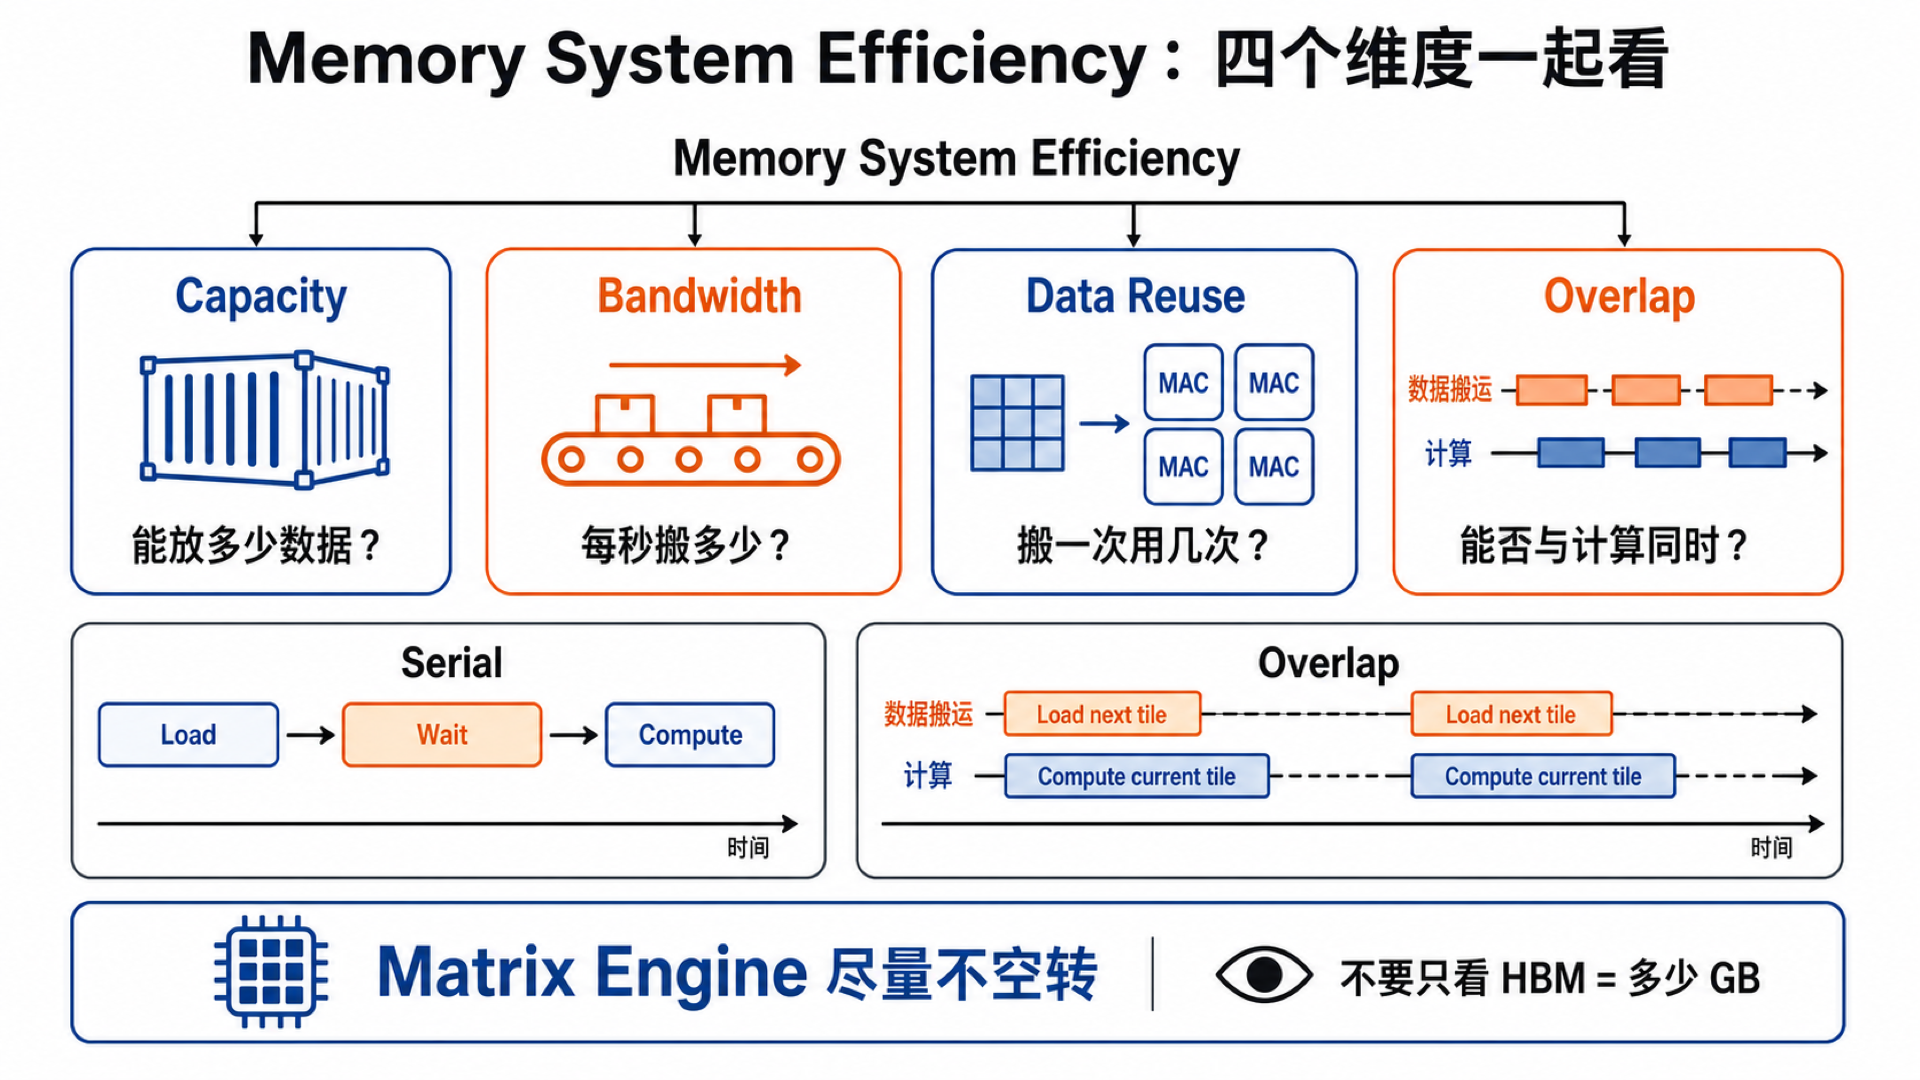 Memory System Efficiency：四个维度一起看
Memory System Efficiency
Capacity
能放多少数据？
Bandwidth
每秒搬多少？
Data Reuse
MAC MAC
MAC MAC
搬一次用几次？
Overlap
数据搬运
计算
能否与计算同时？
Serial
Load
Wait
Compute
时间
Overlap
数据搬运 Load next tile Load next tile
计算 Compute current tile Compute current tile
时间
Matrix Engine 尽量不空转
不要只看 HBM = 多少 GB